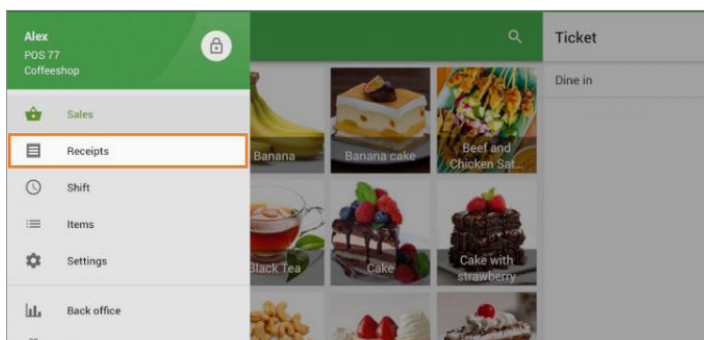 Alex
POS 77
Coffeeshop
Sales
Receipts
Shift
Items
Settings
Back office
Ticket
Dine in
Banana
Banana cake
Beef and
Chicken Sat...
Black Tea
Cake
Cake with
strawberry